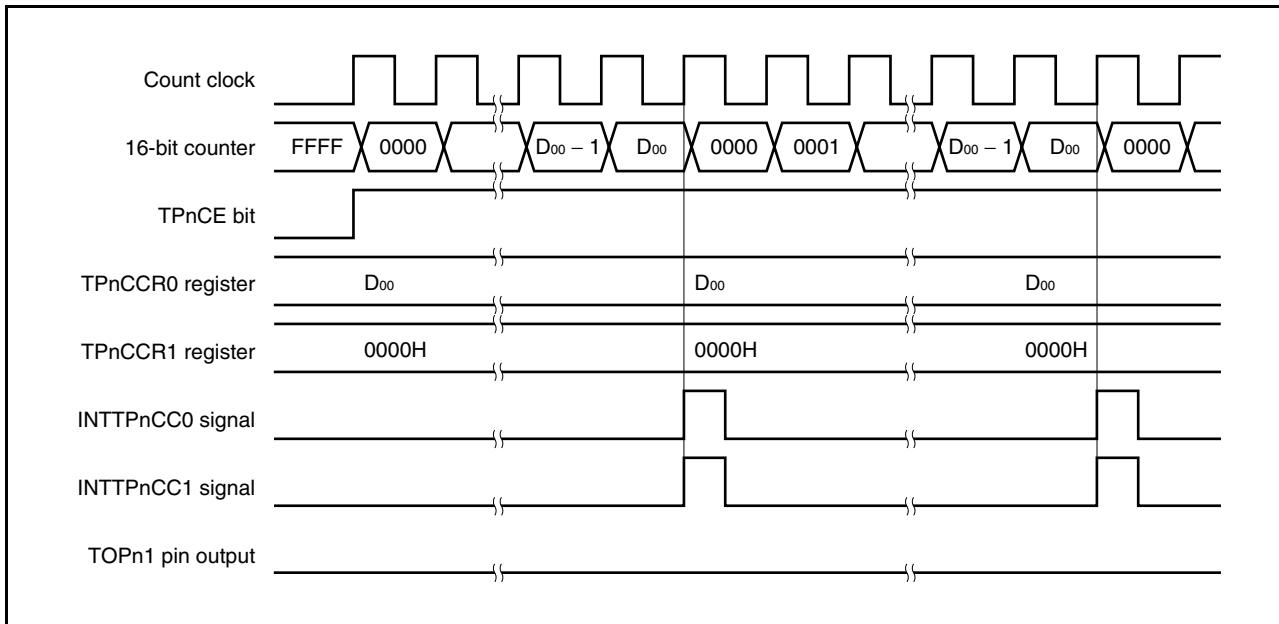 Count clock
16-bit counter FFFF 0000 D00 − 1 D00 0000 0001 D00 − 1 D00 0000
TPnCE bit
TPnCCR0 register D00 D00 D00
TPnCCR1 register 0000H 0000H 0000H
INTTPnCC0 signal
INTTPnCC1 signal
TOPn1 pin output